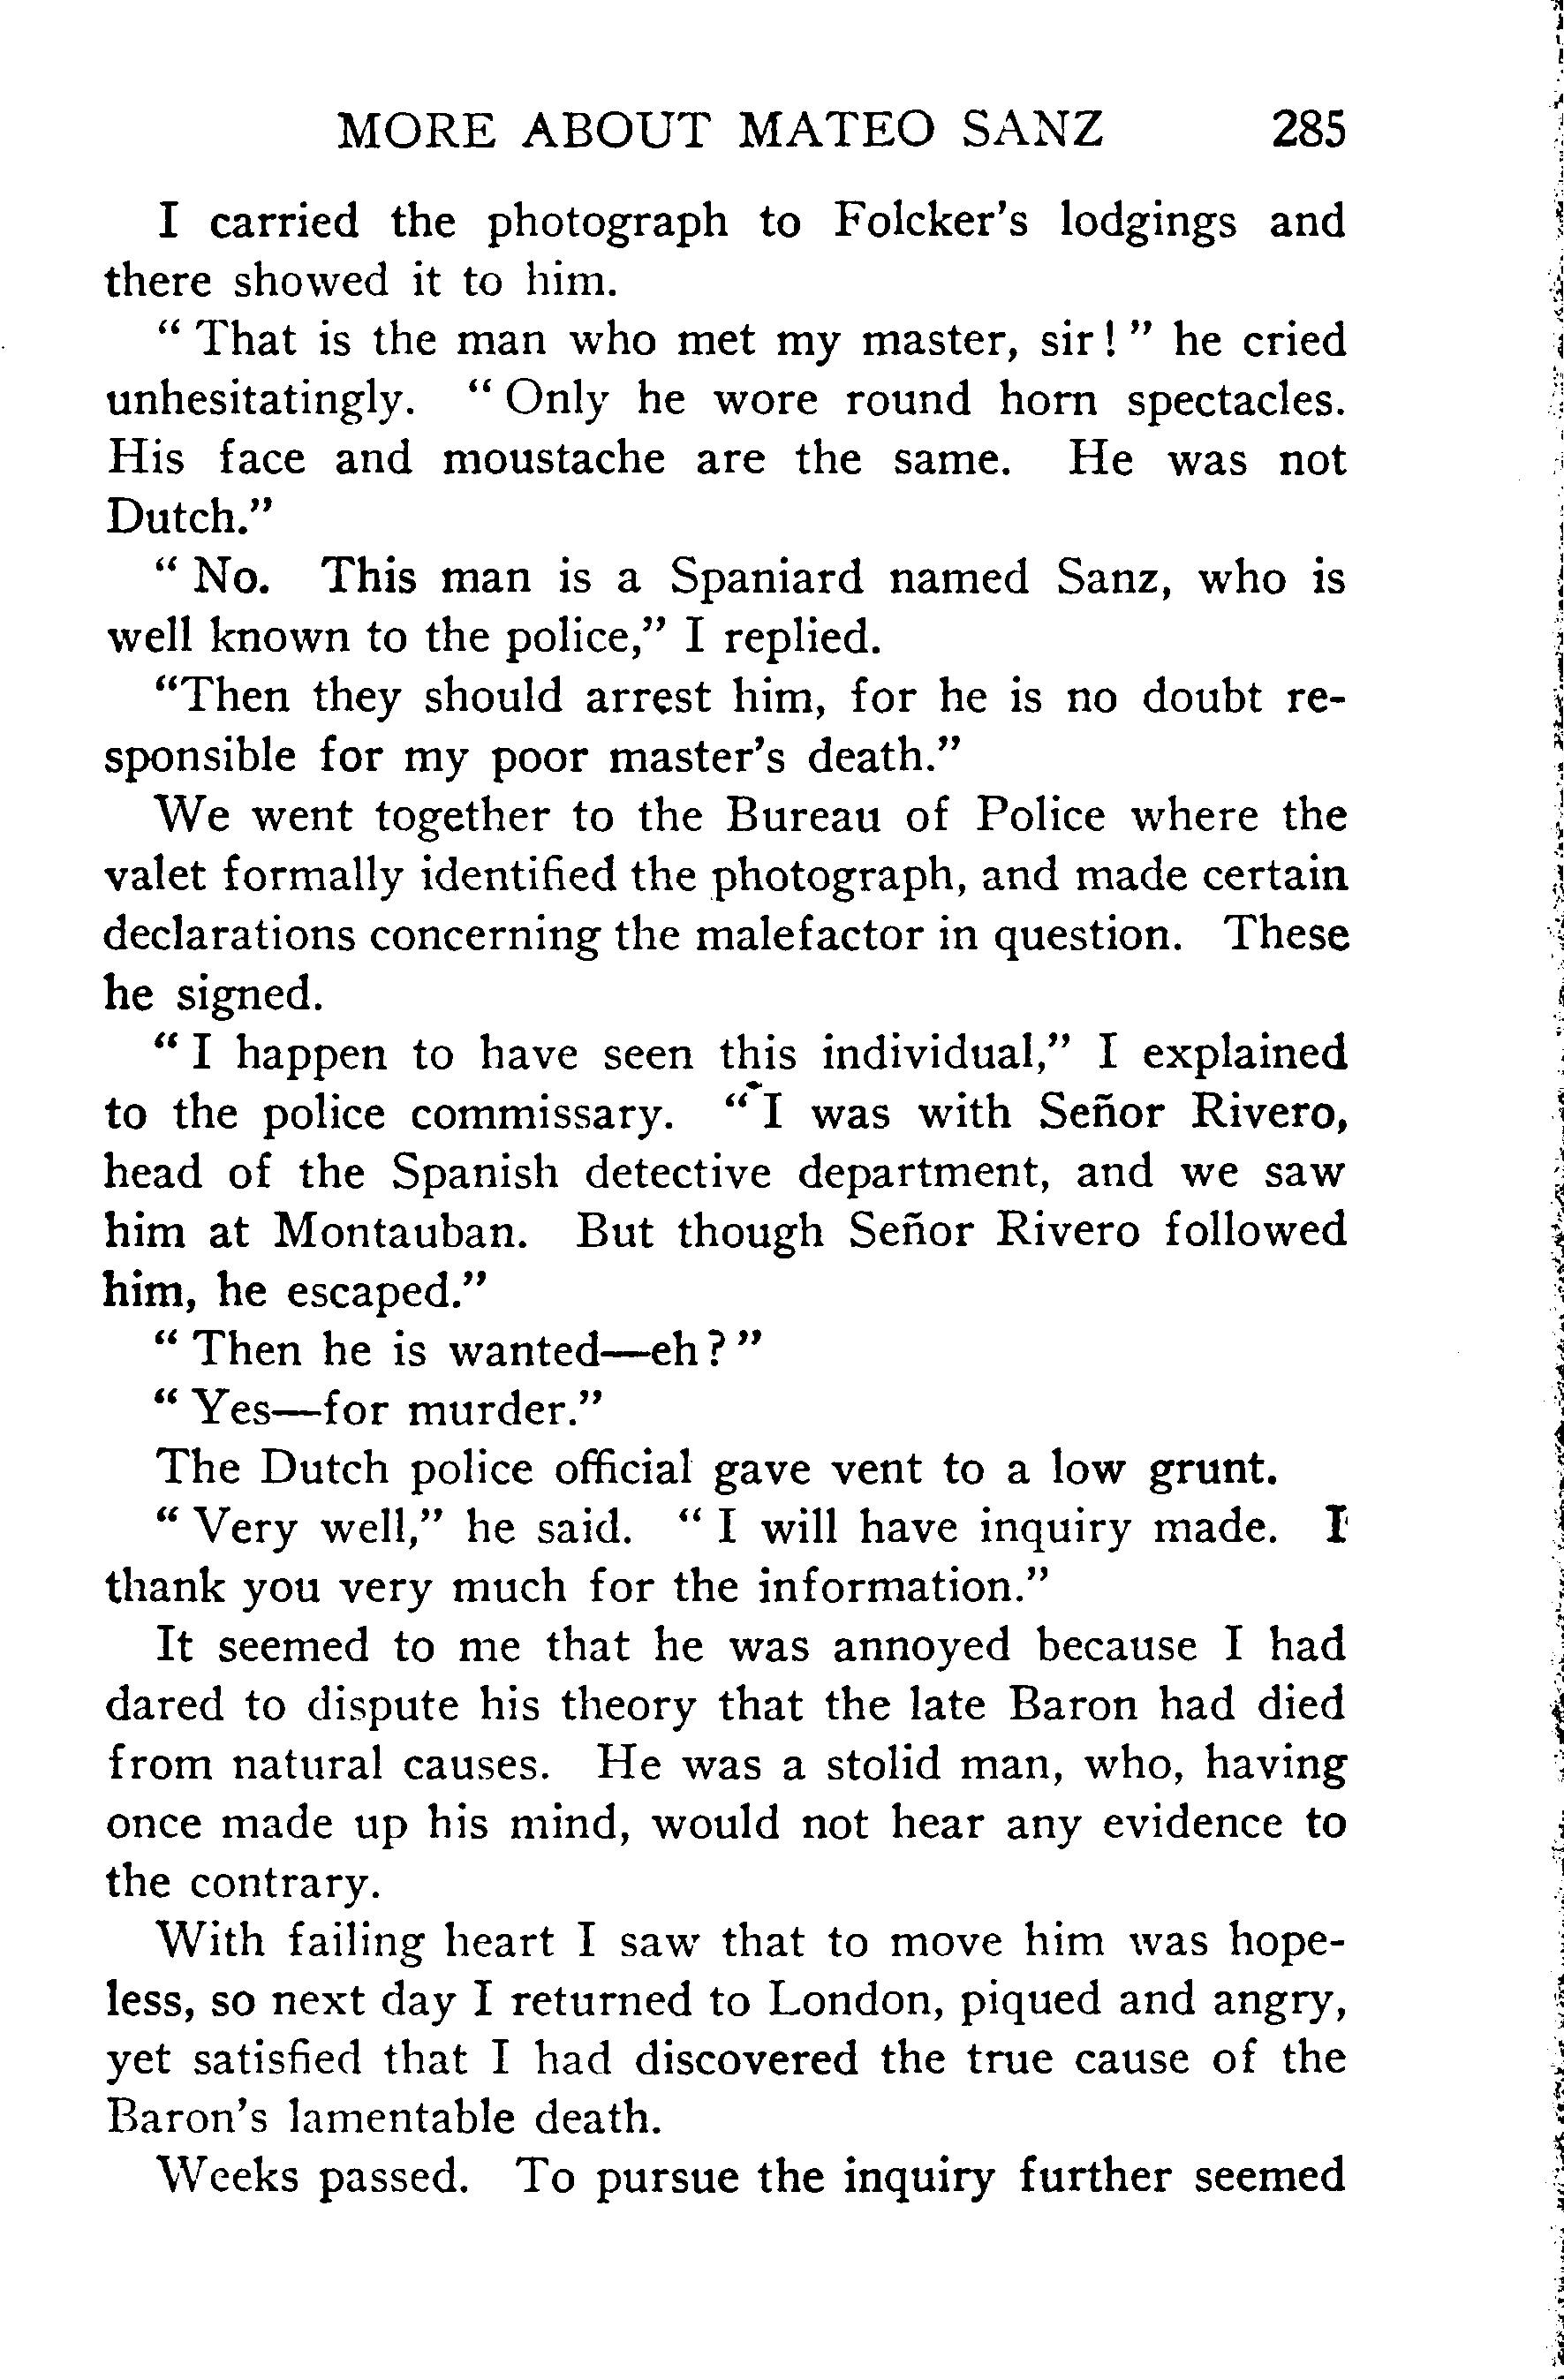 MORE ABOUT MATEO SANZ 285
I carried the photograph to Folcker's lodgings and
there showed it to him.
" That is the man who met my master, sir! " he cried
unhesitatingly. " Only he wore round horn spectacles.
His face and moustache are the same. He was not
Dutch."
" No. This man is a Spaniard named Sanz, who is
well known to the police," I replied.
"Then they should arrest him, for he is no doubt re-
sponsible for my poor master's death."
We went together to the Bureau of Police where the
valet formally identified the photograph, and made certain
declarations concerning the malefactor in question. These
he signed.
" I happen to have seen this individual," I explained
to the police commissary. " I was with Señor Rivero,
head of the Spanish detective department, and we saw
him at Montauban. But though Señor Rivero followed
him, he escaped."
" Then he is wanted—eh? "
" Yes—for murder."
The Dutch police official gave vent to a low grunt.
" Very well," he said. " I will have inquiry made. I
thank you very much for the information."
It seemed to me that he was annoyed because I had
dared to dispute his theory that the late Baron had died
from natural causes. He was a stolid man, who, having
once made up his mind, would not hear any evidence to
the contrary.
With failing heart I saw that to move him was hope-
less, so next day I returned to London, piqued and angry,
yet satisfied that I had discovered the true cause of the
Baron's lamentable death.
Weeks passed. To pursue the inquiry further seemed